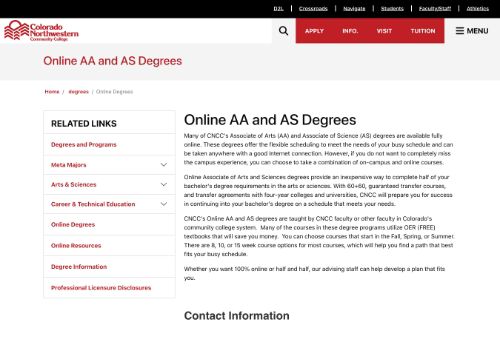 D2L | Crossroads | Navigate | Students | Faculty/Staff | Athletics
Colorado
Northwestern
Community College
APPLY INFO. VISIT TUITION MENU
Online AA and AS Degrees
Home / degrees / Online Degrees
RELATED LINKS
Degrees and Programs
Meta Majors
Arts & Sciences
Career & Technical Education
Online Degrees
Online Resources
Degree Information
Professional Licensure Disclosures
Online AA and AS Degrees
Many of CNCC's Associate of Arts (AA) and Associate of Science (AS) degrees are available fully
online. These degrees offer the flexible scheduling to meet the needs of your busy schedule and can
be taken anywhere with a good internet connection. However, if you do not want to completely miss
the campus experience, you can choose to take a combination of on-campus and online courses.
Online Associate of Arts and Sciences degrees provide an inexpensive way to complete half of your
bachelor's degree requirements in the arts or sciences. With 60+60, guaranteed transfer courses,
and transfer agreements with four-year colleges and universities, CNCC will prepare you for success
in continuing into your bachelor's degree on a schedule that meets your needs.
CNCC's Online AA and AS degrees are taught by CNCC faculty or other faculty in Colorado's
community college system. Many of the courses in these degree programs utilize OER (FREE)
textbooks that will save you money. You can choose courses that start in the Fall, Spring, or Summer.
There are 8, 10, or 15 week course options for most courses, which will help you find a path that best
fits your busy schedule.
Whether you want 100% online or half and half, our advising staff can help develop a plan that fits
you.
Contact Information